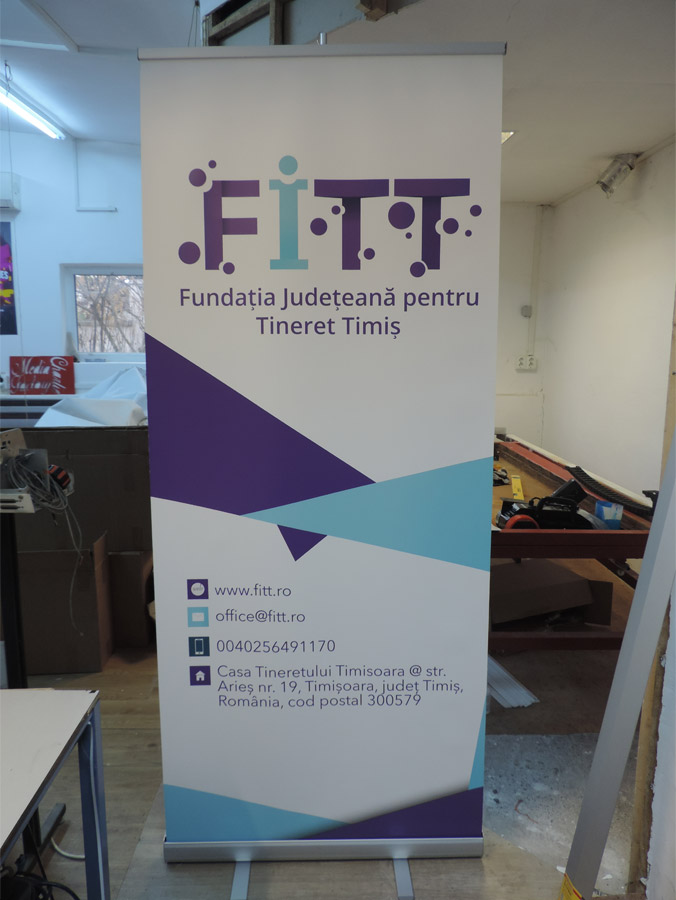 FITT
Fundația Județeană pentru
Tineret Timiș
www.fitt.ro
office@fitt.ro
0040256491170
Casa Tineretului Timisoara @ str.
Arieș nr. 19, Timișoara, județ Timiș,
România, cod postal 300579
Media